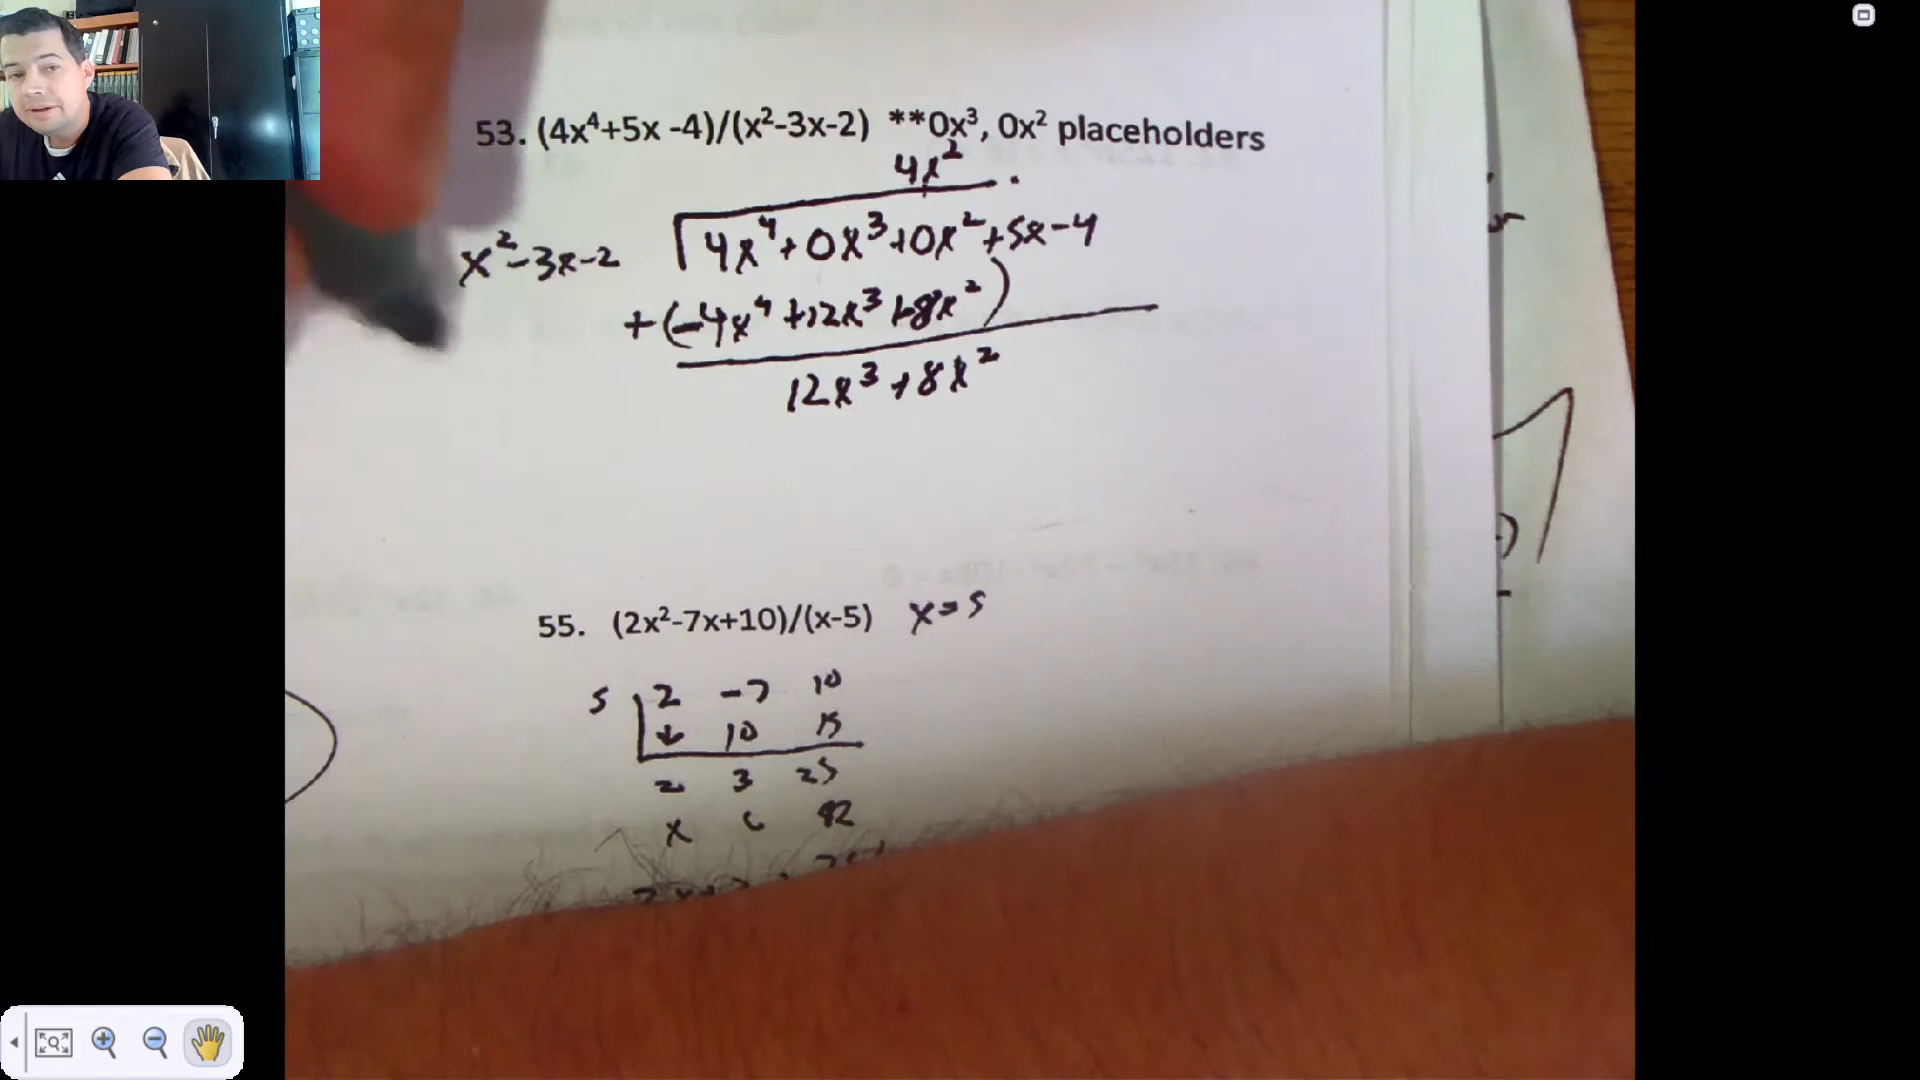 53. (4x⁴+5x -4)/(x²-3x-2) **0x³, 0x² placeholders
4x²
x²-3x-2 4x⁴+0x³+0x²+5x-4
+(-4x⁴+12x³+8x²)
12x³+8x²
55. (2x²-7x+10)/(x-5) x=5
5 2 -7 10
10 15
2 3 25
x c R